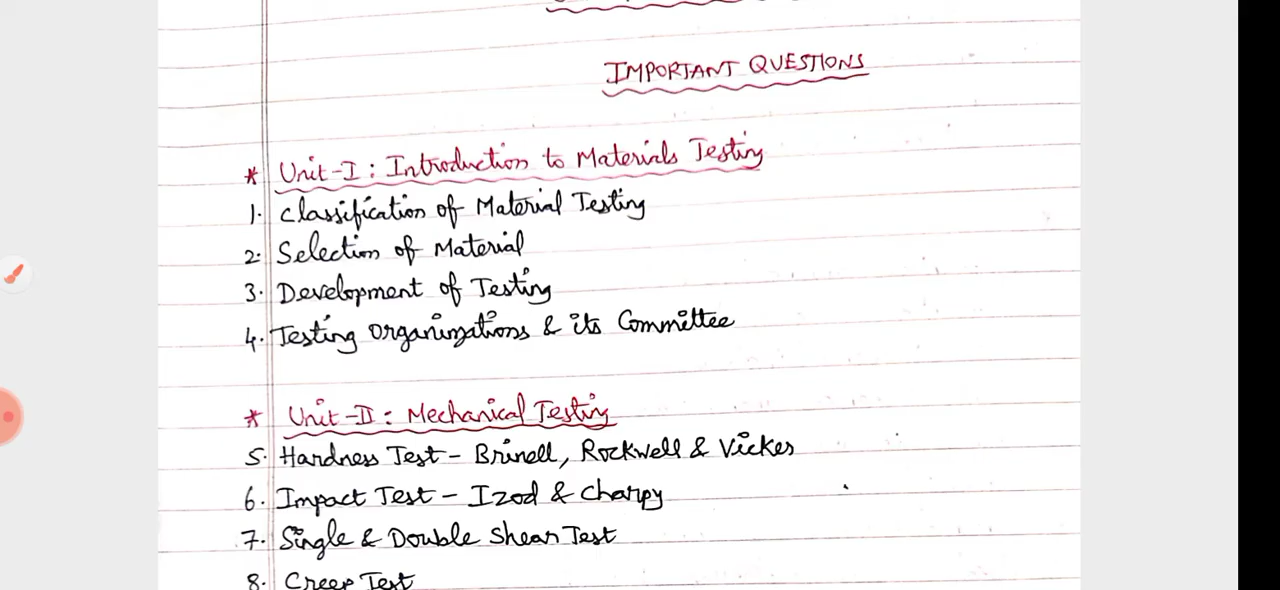 IMPORTANT QUESTIONS
* Unit-I : Introduction to Materials Testing
1. Classification of Material Testing
2. Selection of Material
3. Development of Testing
4. Testing Organizations & its Committee
* Unit-II : Mechanical Testing
5. Hardness Test - Brinell, Rockwell & Vicker
6. Impact Test - Izod & Charpy
7. Single & Double Shear Test
8. Creep Test